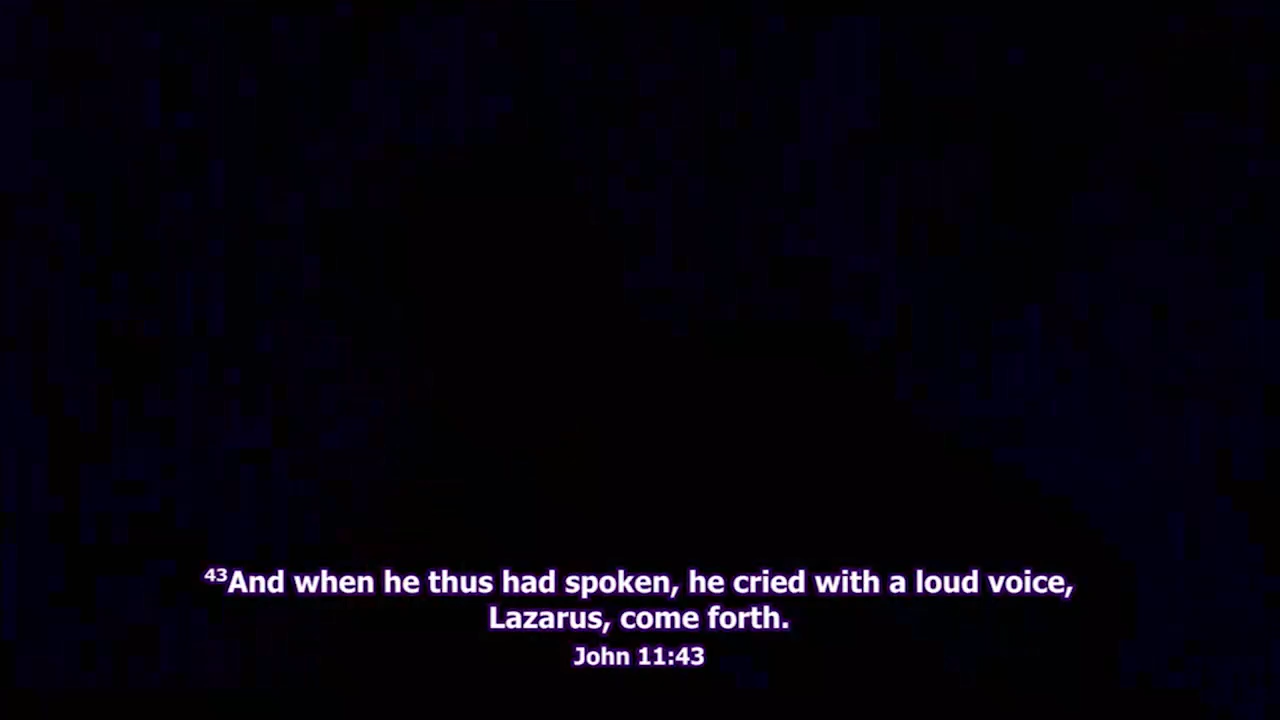 43And when he thus had spoken, he cried with a loud voice,
Lazarus, come forth.
John 11:43